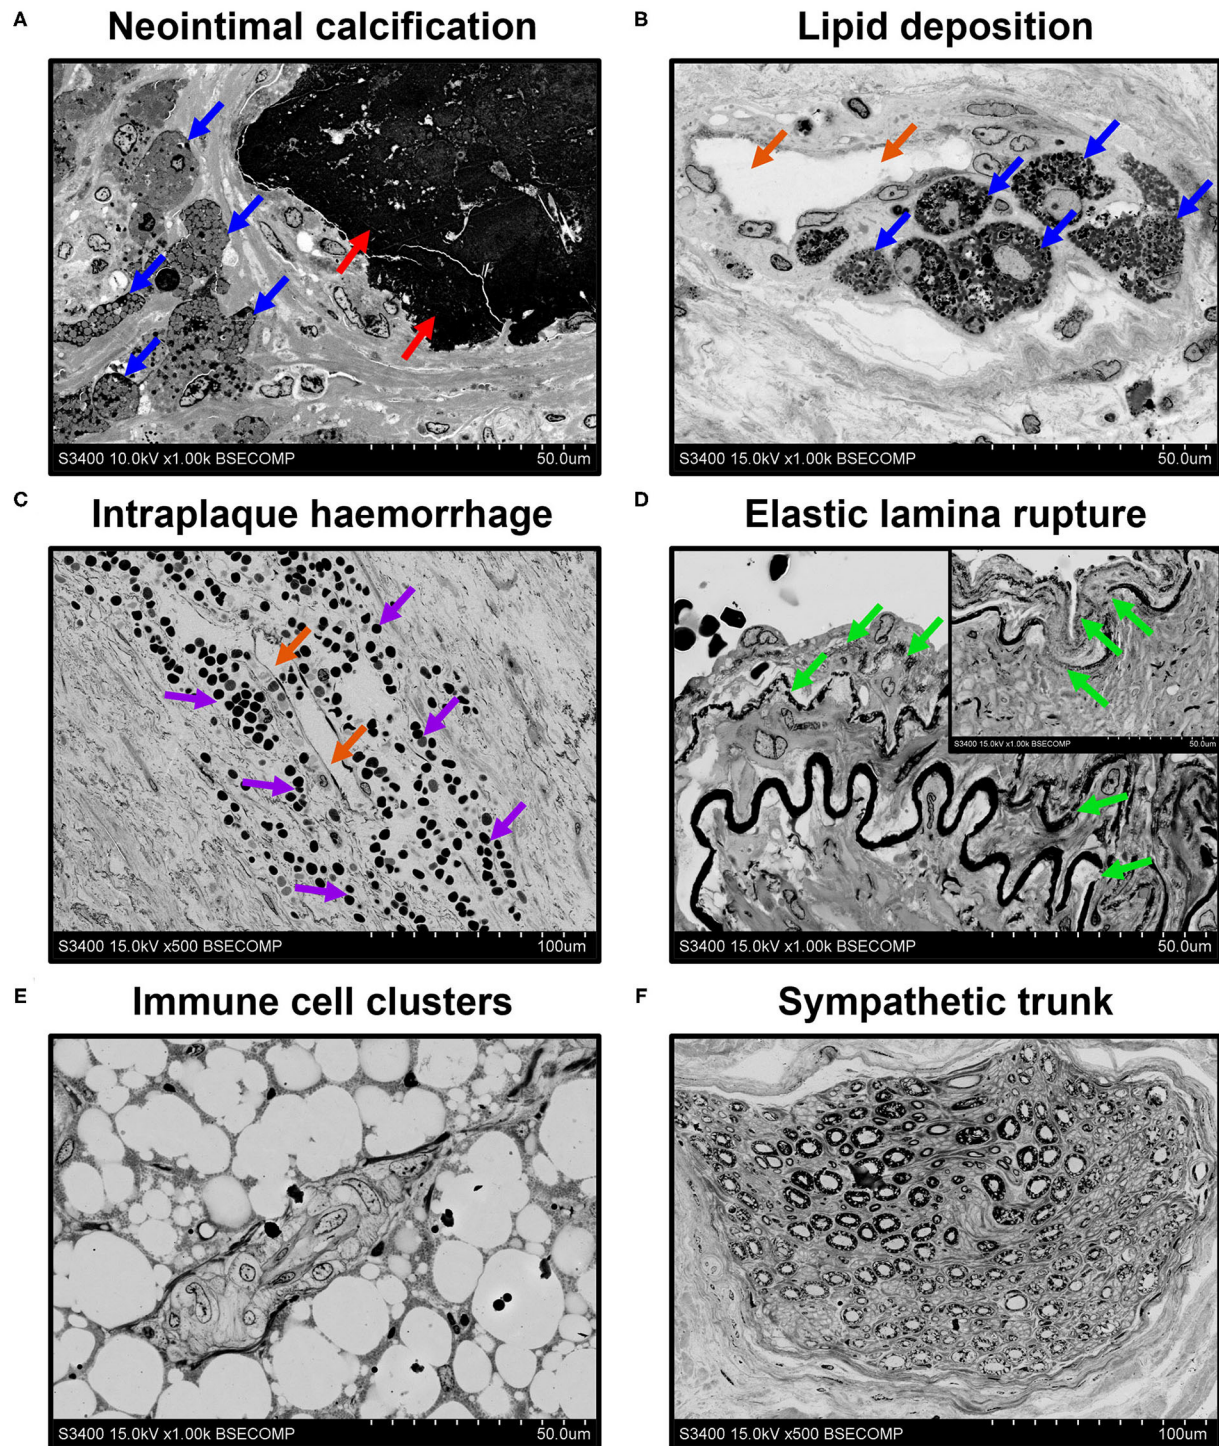 A
Neointimal calcification
S3400 10.0kV x1.00k BSECOMP 50.0um
B
Lipid deposition
S3400 15.0kV x1.00k BSECOMP 50.0um
C
Intraplaque haemorrhage
S3400 15.0kV x500 BSECOMP 100um
D
Elastic lamina rupture
S3400 15.0kV x1.00k BSECOMP 50.0um
S3400 15.0kV x1.00k BSECOMP 50.0um
E
Immune cell clusters
S3400 15.0kV x1.00k BSECOMP 50.0um
F
Sympathetic trunk
S3400 15.0kV x500 BSECOMP 100um